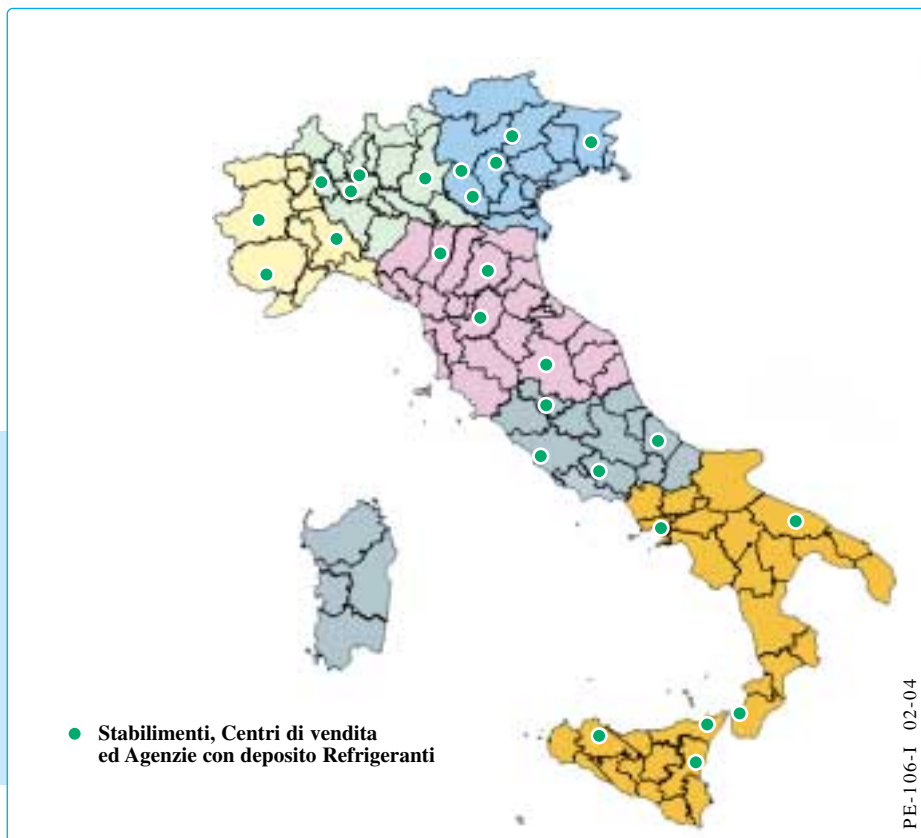 Stabilimenti, Centri di vendita
ed Agenzie con deposito Refrigeranti
PE-106-I 02-04